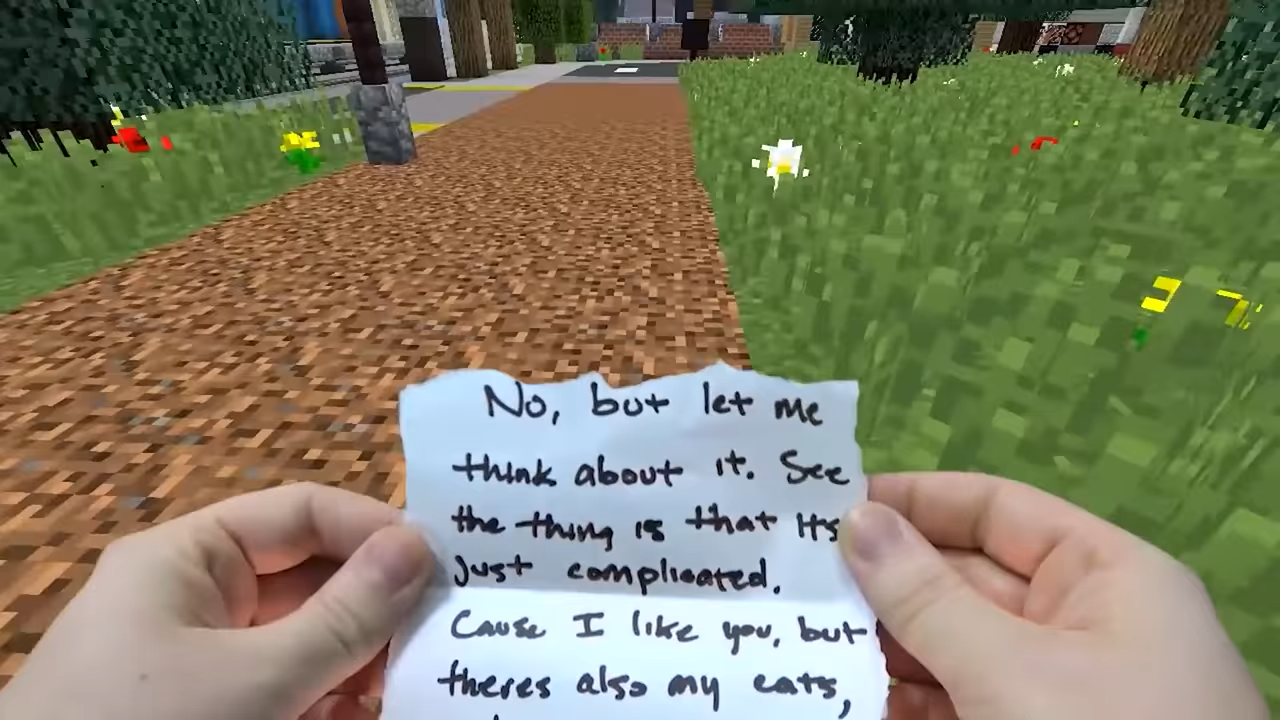 No, but let me
think about it. See
the thing is that its
just complicated.
Cause I like you, but
theres also my cats,